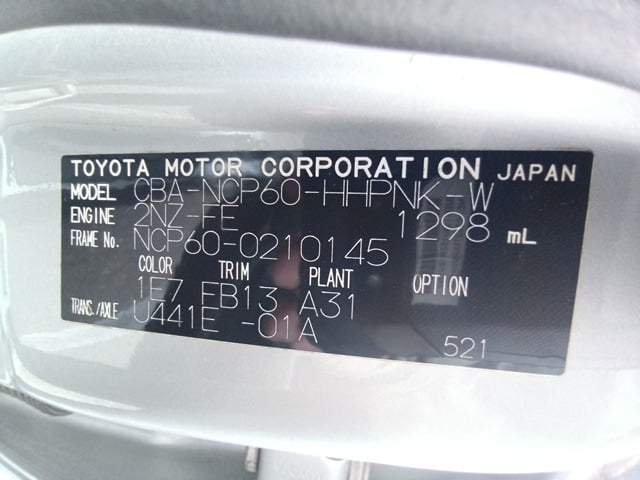 TOYOTA MOTOR CORPORATION JAPAN
MODEL CBA-NCP60-HHPNK-W
ENGINE 2NZ-FE 1298 mL
FRAME No. NCP60-0210145
COLOR TRIM PLANT OPTION
1E7 FB13 A31
TRANS./AXLE U441E -01A
521